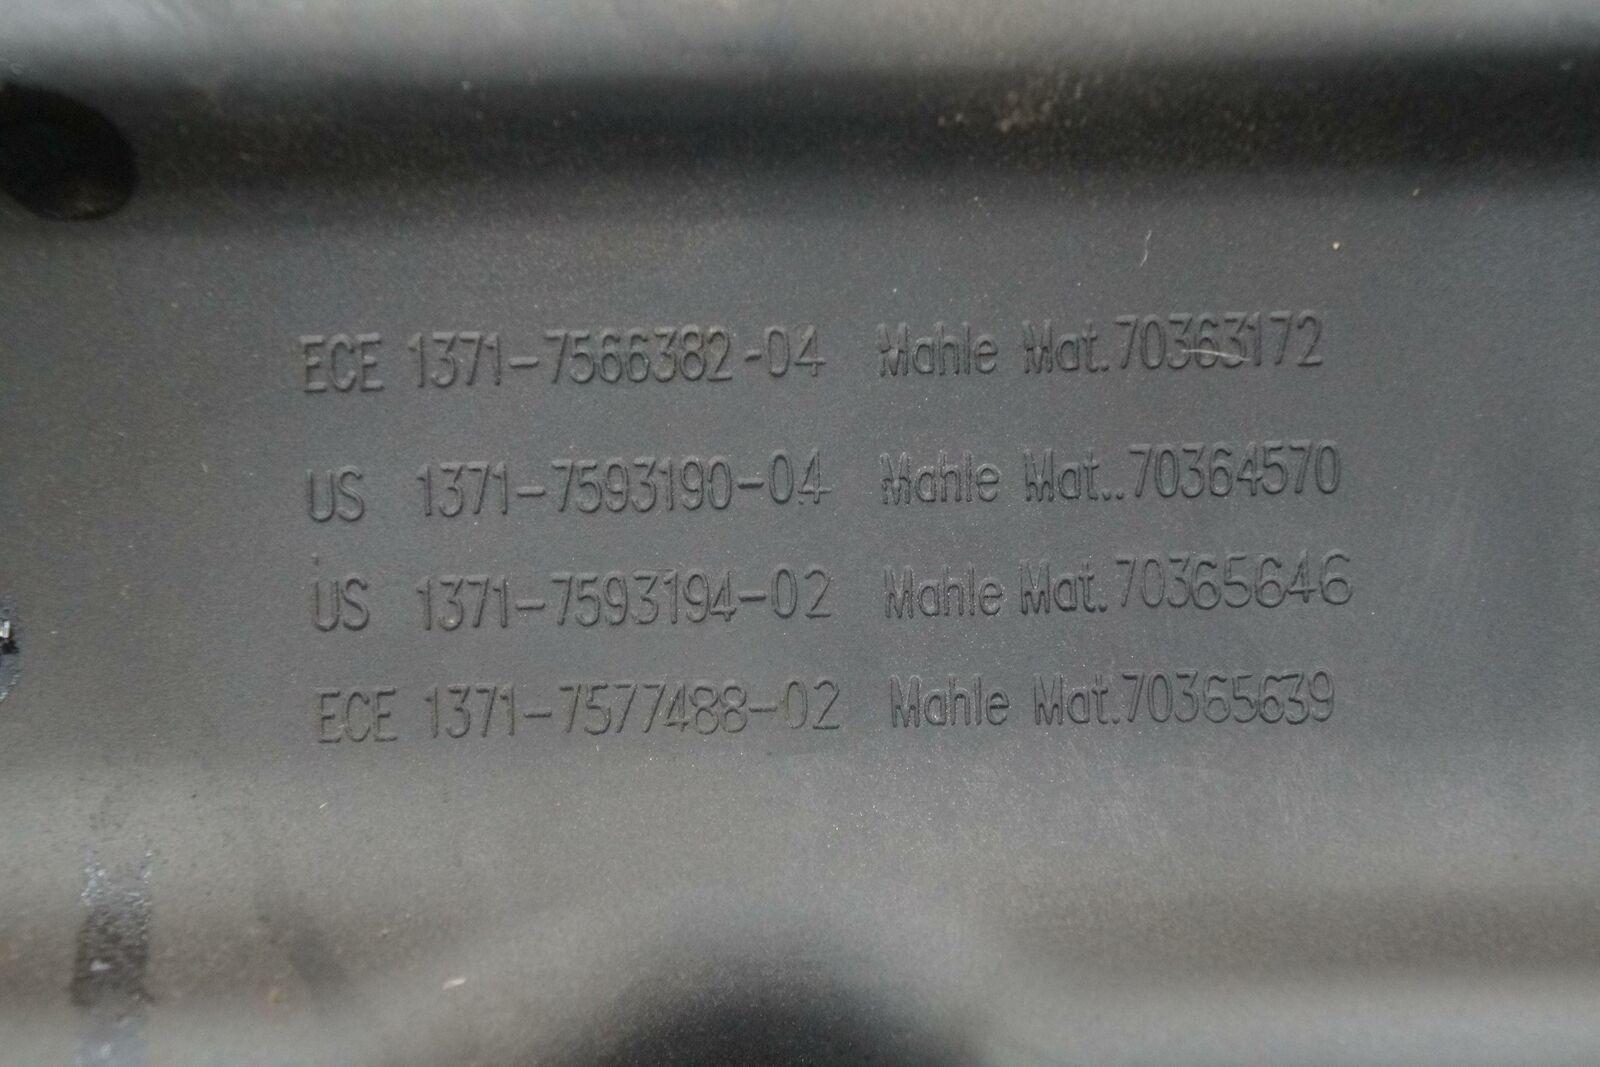 ECE 1371-7566382-04 Mahle Mat.70363172
US 1371-7593190-04 Mahle Mat..70364570
US 1371-7593194-02 Mahle Mat.70365646
ECE 1371-7577488-02 Mahle Mat.70365639